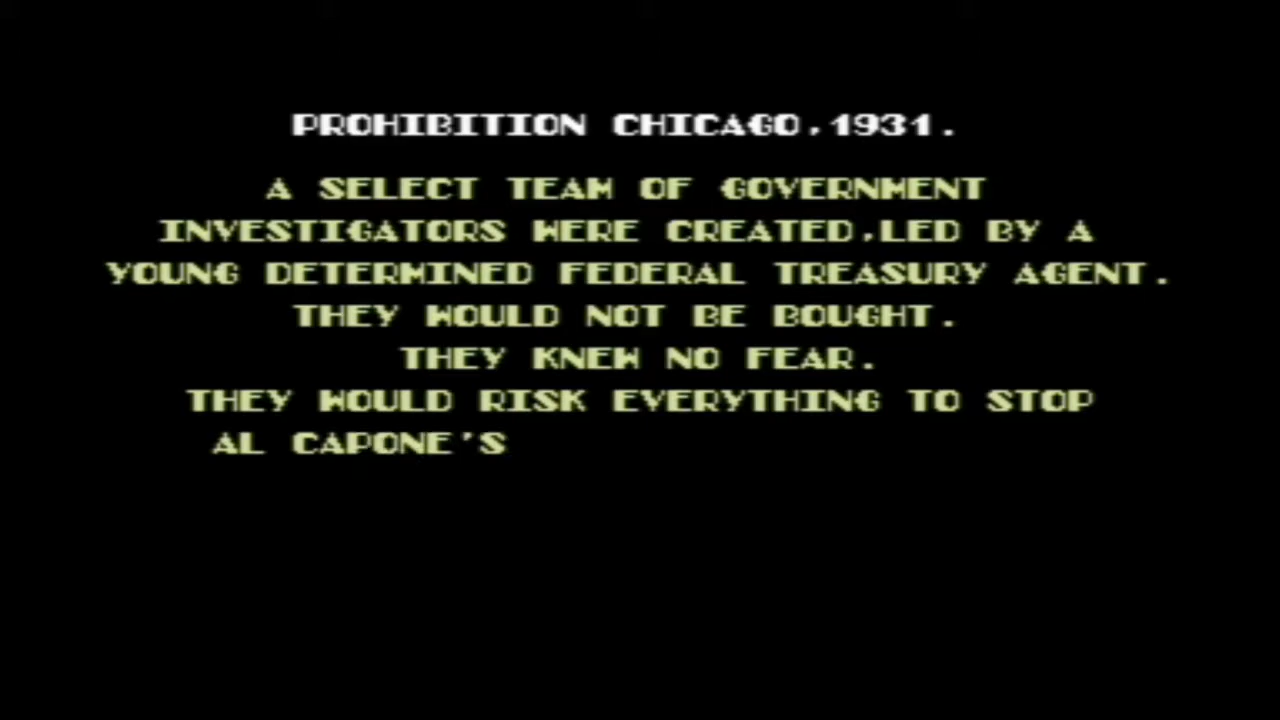 PROHIBITION CHICAGO,1931.
A SELECT TEAM OF GOVERNMENT
INVESTIGATORS WERE CREATED,LED BY A
YOUNG DETERMINED FEDERAL TREASURY AGENT.
THEY WOULD NOT BE BOUGHT.
THEY KNEW NO FEAR.
THEY WOULD RISK EVERYTHING TO STOP
AL CAPONE'S